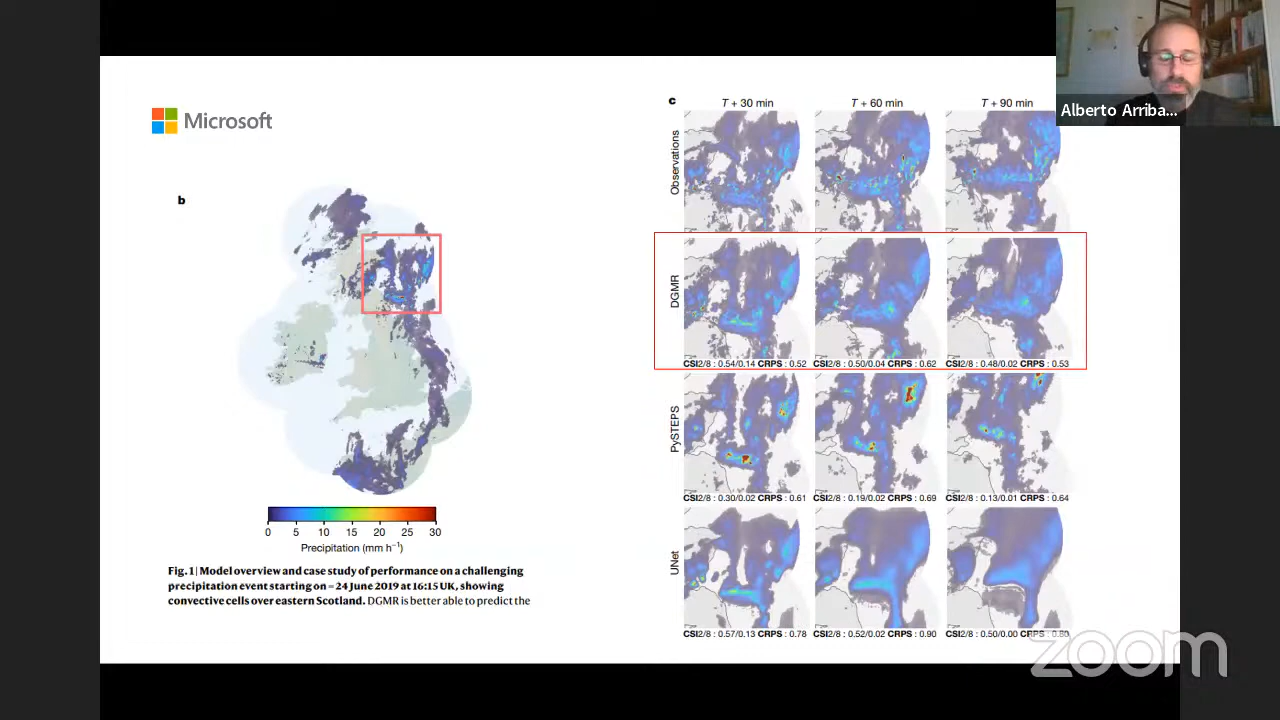 Microsoft
b
0 5 10 15 20 25 30
Precipitation (mm h⁻¹)
Fig. 1 | Model overview and case study of performance on a challenging
precipitation event starting on = 24 June 2019 at 16:15 UK, showing
convective cells over eastern Scotland. DGMR is better able to predict the
c
T + 30 min T + 60 min T + 90 min
Observations
DGMR
CSI2/8 : 0.54/0.14 CRPS : 0.52 CSI2/8 : 0.50/0.04 CRPS : 0.62 CSI2/8 : 0.48/0.02 CRPS : 0.53
PySTEPS
CSI2/8 : 0.30/0.02 CRPS : 0.61 CSI2/8 : 0.19/0.02 CRPS : 0.69 CSI2/8 : 0.13/0.01 CRPS : 0.64
UNet
CSI2/8 : 0.57/0.13 CRPS : 0.78 CSI2/8 : 0.52/0.02 CRPS : 0.90 CSI2/8 : 0.50/0.00
Alberto Arriba...
zoom